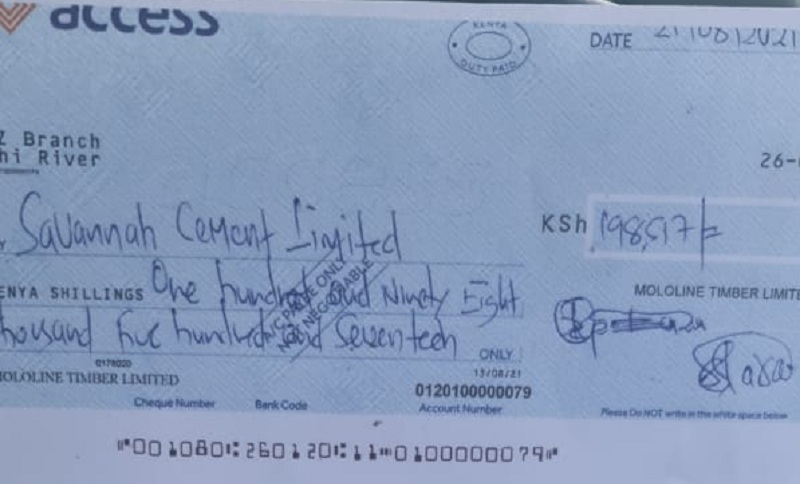 access
KENYA
DUTY PAID
DATE 21/08/2021
Z Branch
hi River
26-
Savannah Cement Limited
KSh 198,517/=
ENYA SHILLINGS One hundred and Ninety Eight
housand five hundred and Seventeen
A/C PAYEE ONLY
NOT NEGOTIABLE
ONLY
MOLOLINE TIMBER LIMITE
0178020
OLOLINE TIMBER LIMITED
13/08/21
0120100000079
Cheque Number
Bank Code
Account Number
Please Do NOT write in the white space below
⑈001080⑆260120⑆11⑉0100000079⑈